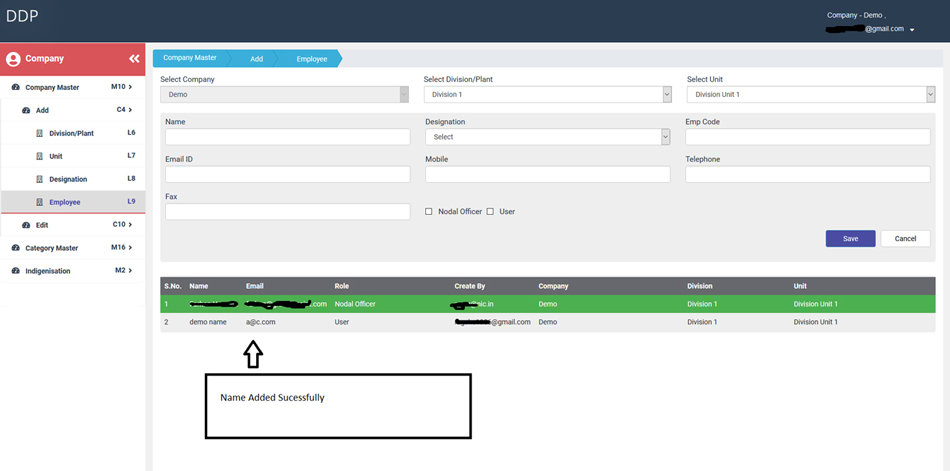 DDP
Company - Demo ,
@gmail.com
Company
Company Master M10
Add C4
Division/Plant L6
Unit L7
Designation L8
Employee L9
Edit C10
Category Master M16
Indigenisation M2
Company Master Add Employee
Select Company Select Division/Plant Select Unit
Demo Division 1 Division Unit 1
Name Designation Emp Code
Select
Email ID Mobile Telephone
Fax
Nodal Officer User
Save Cancel
S.No. Name Email Role Create By Company Division Unit
1 .com Nodal Officer @nic.in Demo Division 1 Division Unit 1
2 demo name a@c.com User @gmail.com Demo Division 1 Division Unit 1
Name Added Sucessfully